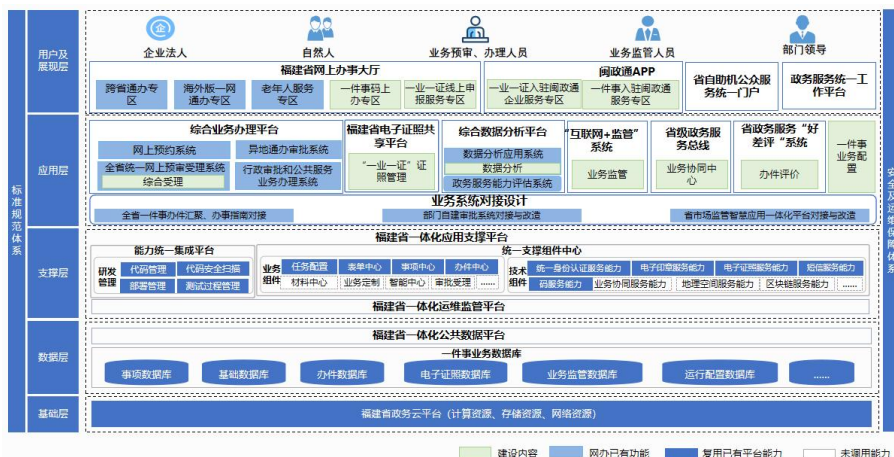 用户及
展现层
企业法人
自然人
业务预审、办理人员
业务监管人员
部门领导
福建省网上办事大厅
跨省通办专
区
海外版一网
通办专区
老年人服务
专区
一件事码上
办专区
一业一证线上申
报服务专区
闽政通APP
一业一证入驻闽政通
企业服务专区
一件事入驻闽政通
服务专区
省自助机公众服
务统一门户
政务服务统一工
作平台
应用层
综合业务办理平台
网上预约系统
异地通办审批系统
全省统一网上预审受理系统
综合受理
行政审批和公共服务
业务办理系统
福建省电子证照共
享平台
“一业一证”证
照管理
综合数据分析平台
数据分析应用系统
数据分析
政务服务能力评估系统
“互联网+监管”
系统
业务监管
省级政务服
务总线
业务协同中
心
省政务服务“好
差评“系统
办件评价
一件事
业务配
置
业务系统对接设计
全省一件事办件汇聚、办事指南对接
部门自建审批系统对接与改造
省市场监管智慧应用一体化平台对接与改造
支撑层
福建省一体化应用支撑平台
能力统一集成平台
研发
管理
代码管理
代码安全扫描
部署管理
测试过程管理
统一支撑组件中心
业务
组件
任务配置
表单中心
事项中心
办件中心
材料中心
业务定制
智能中心
审批受理
......
技术
组件
统一身份认证服务能力
电子印章服务能力
电子证照服务能力
短信服务能力
码服务能力
业务协同服务能力
地理空间服务能力
区块链服务能力
......
福建省一体化运维监管平台
数据层
福建省一体化公共数据平台
一件事业务数据库
事项数据库
基础数据库
办件数据库
电子证照数据库
业务监管数据库
运行配置数据库
......
基础层
福建省政务云平台（计算资源、存储资源、网络资源）
标准规范体系
安全及运维保障体系
建设内容
网办已有功能
复用已有平台能力
未调用能力